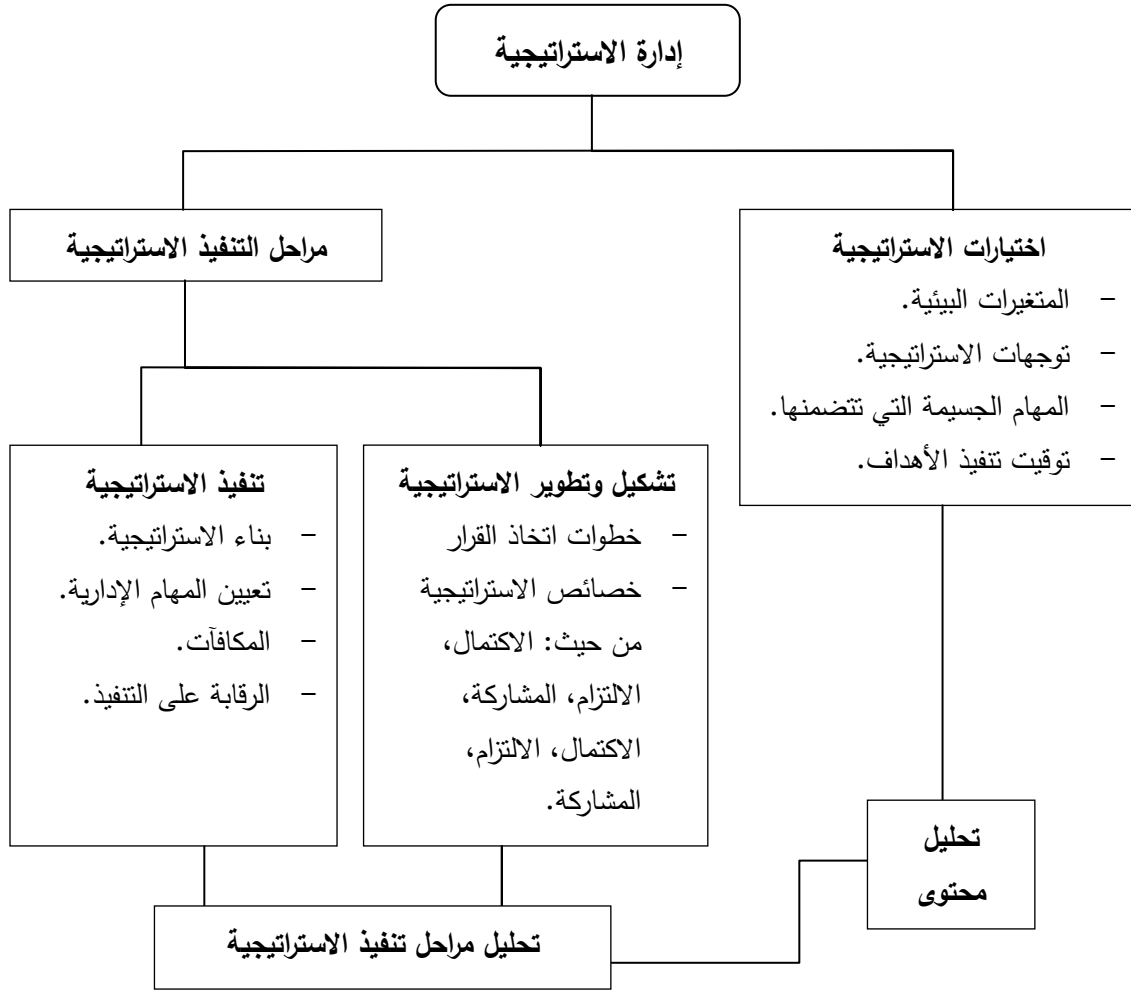 إدارة الاستراتيجية
اختيارات الاستراتيجية
- المتغيرات البيئية.
- توجهات الاستراتيجية.
- المهام الجسيمة التي تتضمنها.
- توقيت تنفيذ الأهداف.
مراحل التنفيذ الاستراتيجية
تشكيل وتطوير الاستراتيجية
- خطوات اتخاذ القرار
- خصائص الاستراتيجية
من حيث: الاكتمال،
الالتزام، المشاركة،
الاكتمال، الالتزام،
المشاركة.
تنفيذ الاستراتيجية
- بناء الاستراتيجية.
- تعيين المهام الإدارية.
- المكافآت.
- الرقابة على التنفيذ.
تحليل
محتوى
تحليل مراحل تنفيذ الاستراتيجية